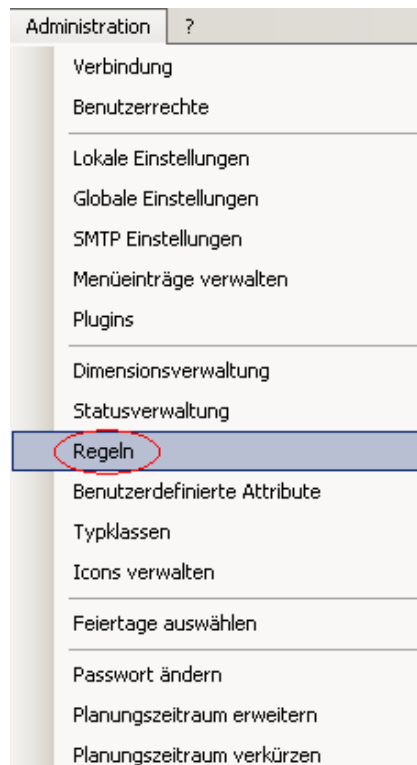 Administration ?
Verbindung
Benutzerrechte
Lokale Einstellungen
Globale Einstellungen
SMTP Einstellungen
Menüeinträge verwalten
Plugins
Dimensionsverwaltung
Statusverwaltung
Regeln
Benutzerdefinierte Attribute
Typklassen
Icons verwalten
Feiertage auswählen
Passwort ändern
Planungszeitraum erweitern
Planungszeitraum verkürzen